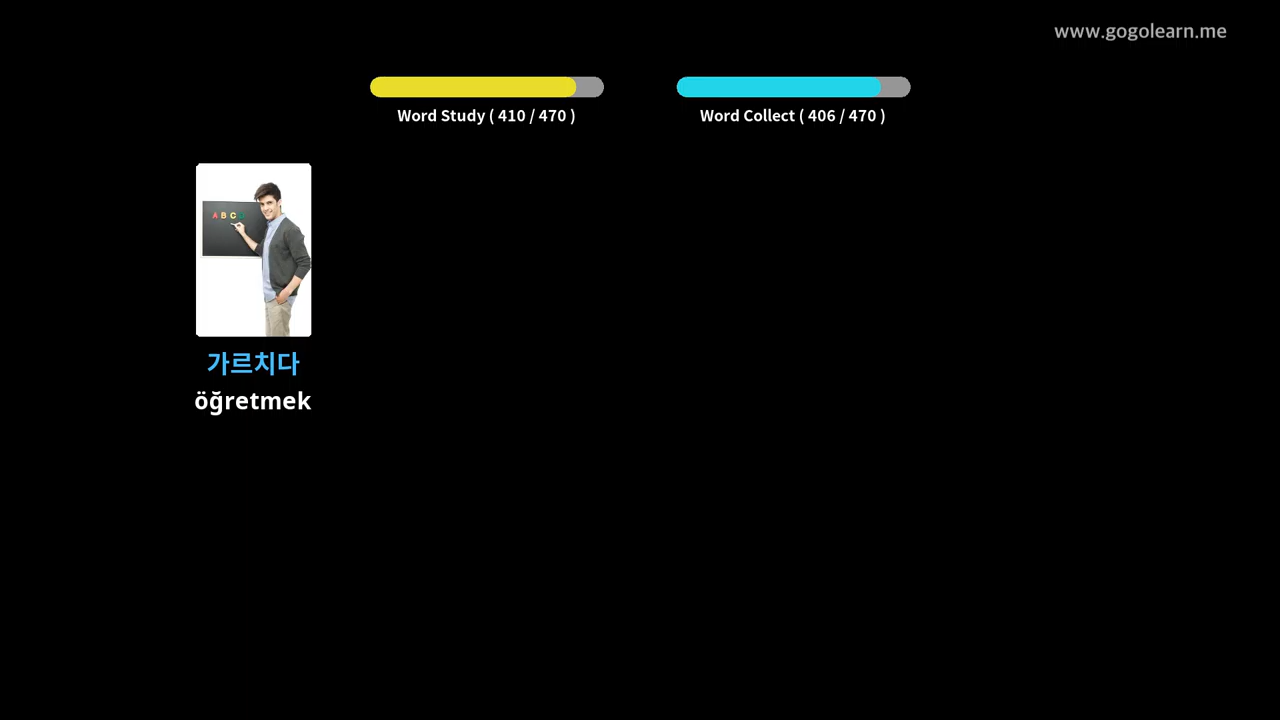 www.gogolearn.me
Word Study ( 410 / 470 )
Word Collect ( 406 / 470 )
A B C D
가르치다
öğretmek